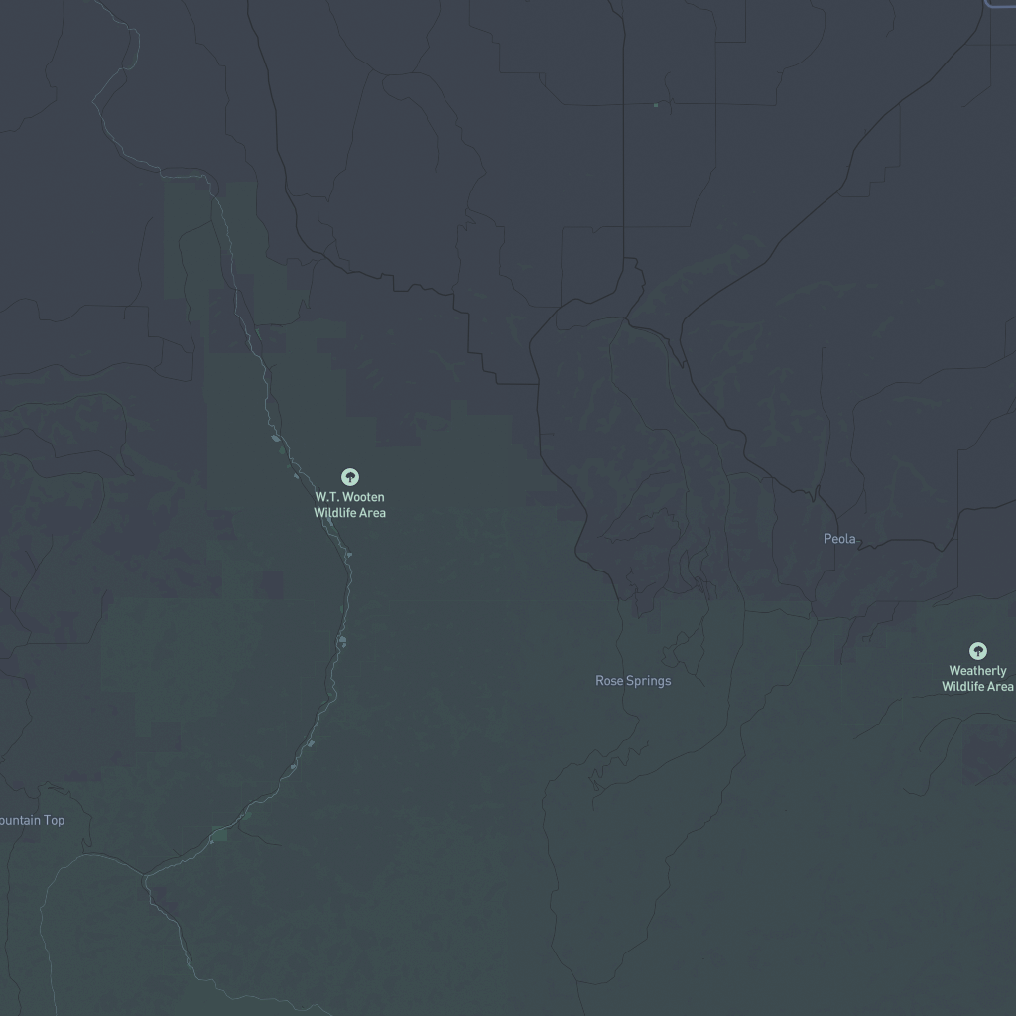 W.T. Wooten
Wildlife Area
Peola
Weatherly
Wildlife Area
Rose Springs
ountain Top